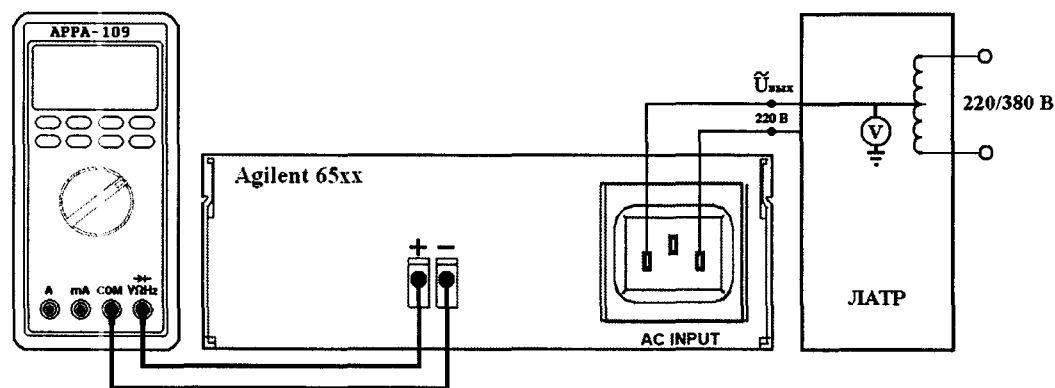 APPA-109
A mA COM VΩHz
Agilent 65xx
+ −
AC INPUT
Ũвых
220 В
V
220/380 В
ЛАТР